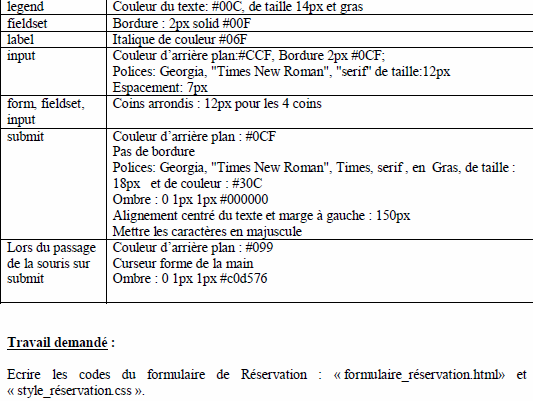 legend Couleur du texte: #00C, de taille 14px et gras
fieldset Bordure : 2px solid #00F
label Italique de couleur #06F
input Couleur d’arrière plan:#CCF, Bordure 2px #0CF;
Polices: Georgia, "Times New Roman", "serif" de taille:12px
Espacement: 7px
form, fieldset, Coins arrondis : 12px pour les 4 coins
input
submit Couleur d’arrière plan : #0CF
Pas de bordure
Polices: Georgia, "Times New Roman", Times, serif , en Gras, de taille :
18px et de couleur : #30C
Ombre : 0 1px 1px #000000
Alignement centré du texte et marge à gauche : 150px
Mettre les caractères en majuscule
Lors du passage Couleur d’arrière plan : #099
de la souris sur Curseur forme de la main
submit Ombre : 0 1px 1px #c0d576
Travail demandé :
Ecrire les codes du formulaire de Réservation : « formulaire_réservation.html» et
« style_réservation.css ».